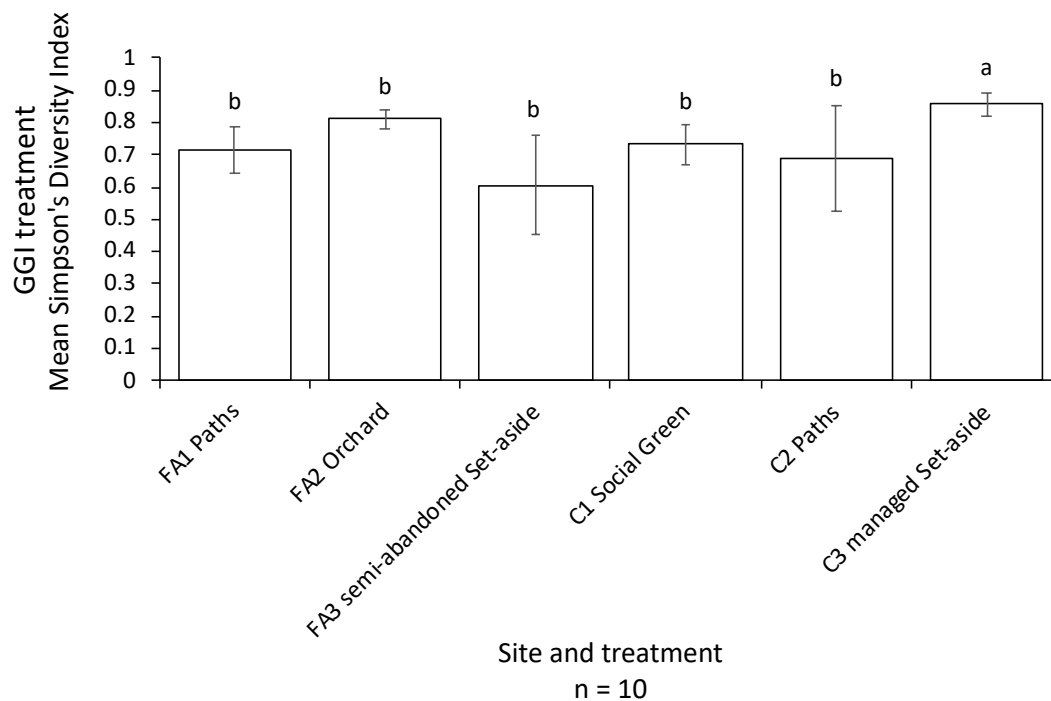 GGI treatment
Mean Simpson's Diversity Index
1
0.9
0.8
0.7
0.6
0.5
0.4
0.3
0.2
0.1
0
b
b
b
b
b
a
FA1 Paths
FA2 Orchard
FA3 semi-abandoned Set-aside
C1 Social Green
C2 Paths
C3 managed Set-aside
Site and treatment
n = 10